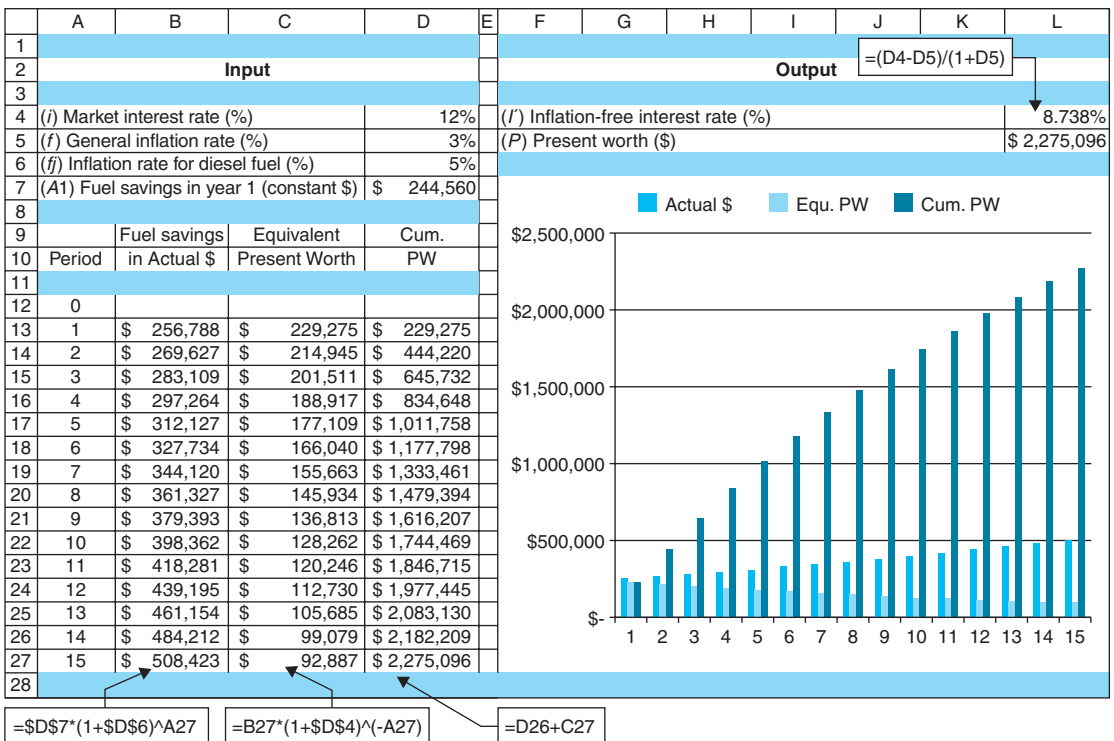 A B C D E F G H I J K L
1 =(D4-D5)/(1+D5)
2 Input Output
3
4 (i) Market interest rate (%) 12% (I′) Inflation-free interest rate (%) 8.738%
5 (f) General inflation rate (%) 3% (P) Present worth ($) $ 2,275,096
6 (fj) Inflation rate for diesel fuel (%) 5%
7 (A1) Fuel savings in year 1 (constant $) $ 244,560
8
9 Fuel savings Equivalent Cum.
10 Period in Actual $ Present Worth PW
11
12 0
13 1 $ 256,788 $ 229,275 $ 229,275
14 2 $ 269,627 $ 214,945 $ 444,220
15 3 $ 283,109 $ 201,511 $ 645,732
16 4 $ 297,264 $ 188,917 $ 834,648
17 5 $ 312,127 $ 177,109 $ 1,011,758
18 6 $ 327,734 $ 166,040 $ 1,177,798
19 7 $ 344,120 $ 155,663 $ 1,333,461
20 8 $ 361,327 $ 145,934 $ 1,479,394
21 9 $ 379,393 $ 136,813 $ 1,616,207
22 10 $ 398,362 $ 128,262 $ 1,744,469
23 11 $ 418,281 $ 120,246 $ 1,846,715
24 12 $ 439,195 $ 112,730 $ 1,977,445
25 13 $ 461,154 $ 105,685 $ 2,083,130
26 14 $ 484,212 $ 99,079 $ 2,182,209
27 15 $ 508,423 $ 92,887 $ 2,275,096
28
Actual $ Equ. PW Cum. PW
$2,500,000
$2,000,000
$1,500,000
$1,000,000
$500,000
$-
1 2 3 4 5 6 7 8 9 10 11 12 13 14 15
=$D$7*(1+$D$6)^A27 =B27*(1+$D$4)^(-A27) =D26+C27